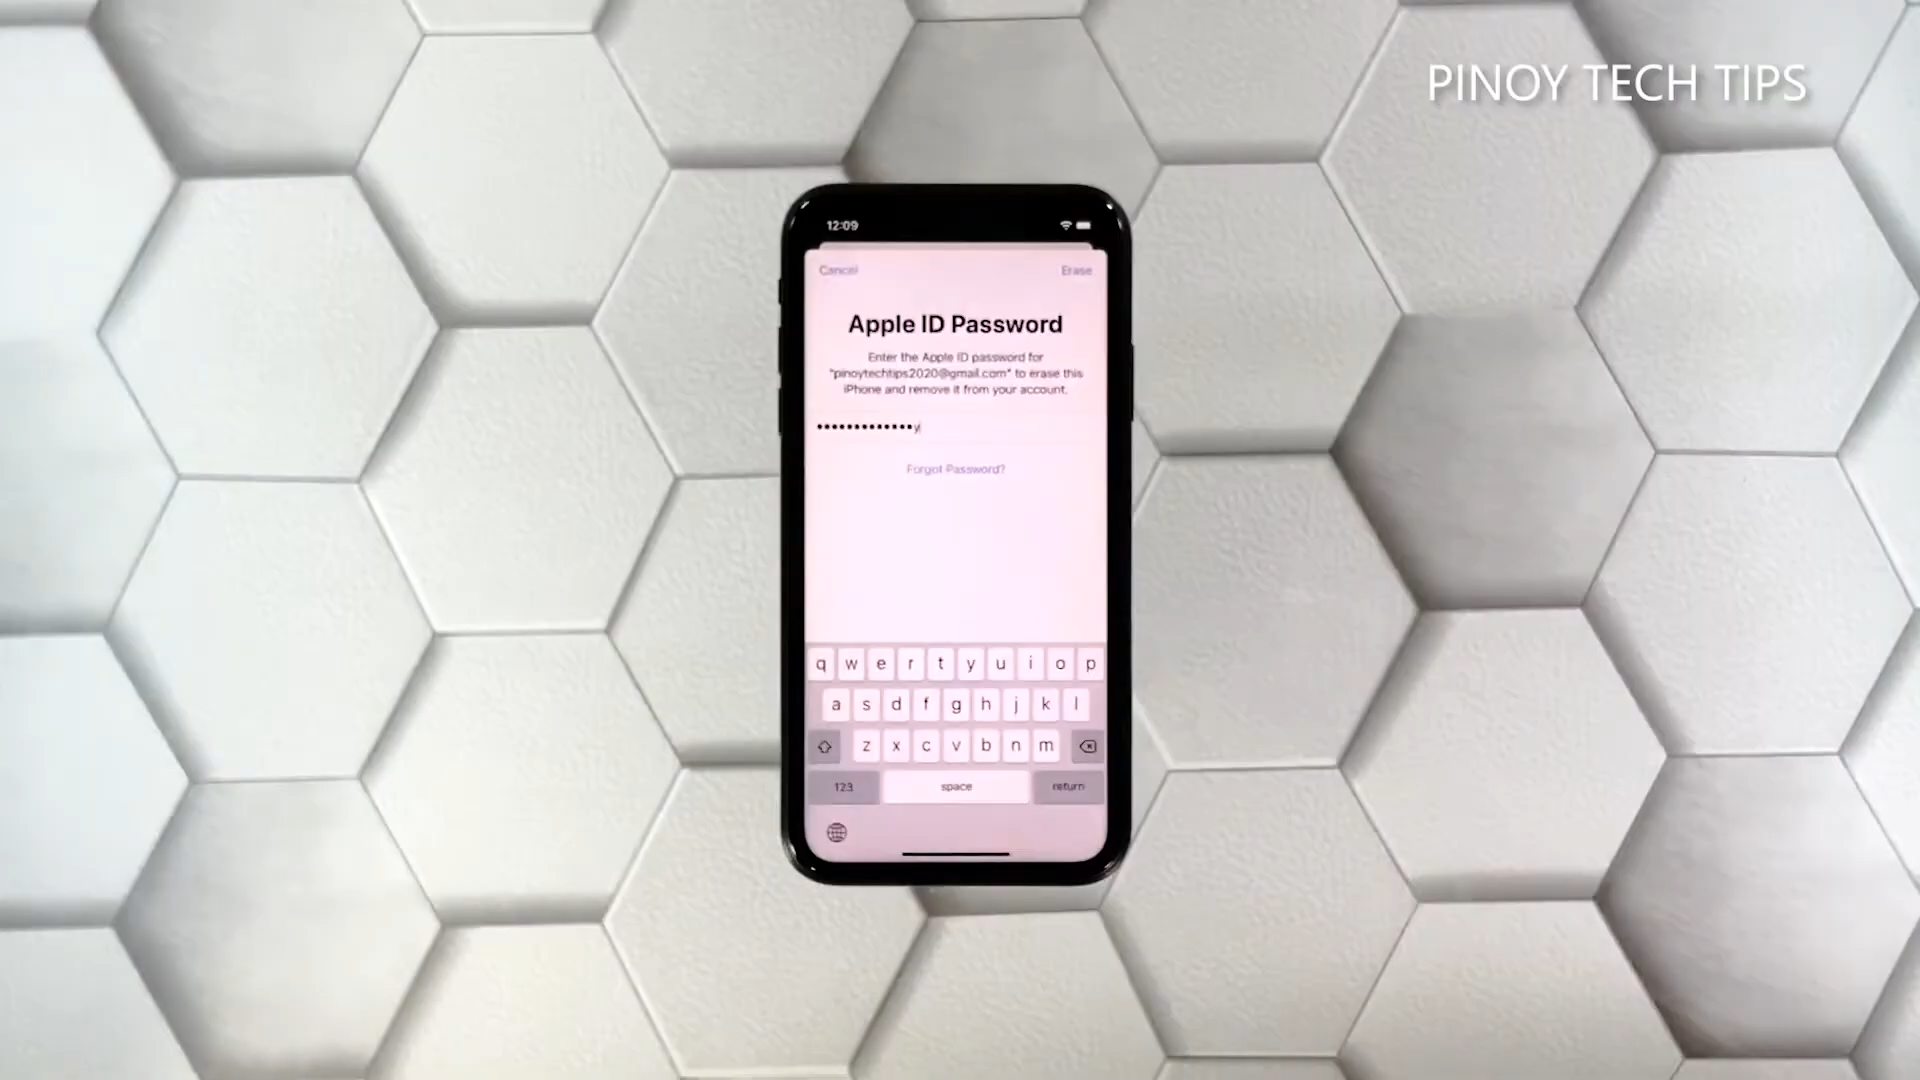 PINOY TECH TIPS
12:09
Cancel Erase
Apple ID Password
Enter the Apple ID password for
"pinoytechtips2020@gmail.com" to erase this
iPhone and remove it from your account.
•••••••••••••y
Forgot Password?
q w e r t y u i o p
a s d f g h j k l
z x c v b n m
123 space return